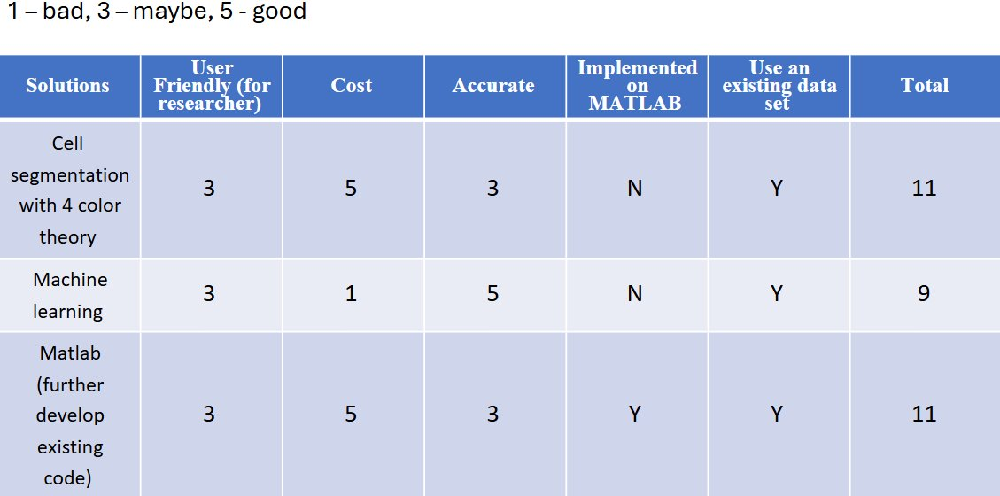 1 – bad, 3 – maybe, 5 - good
Solutions
User
Friendly (for
researcher)
Cost
Accurate
Implemented
on
MATLAB
Use an
existing data
set
Total
Cell
segmentation
with 4 color
theory
3
5
3
N
Y
11
Machine
learning
3
1
5
N
Y
9
Matlab
(further
develop
existing
code)
3
5
3
Y
Y
11